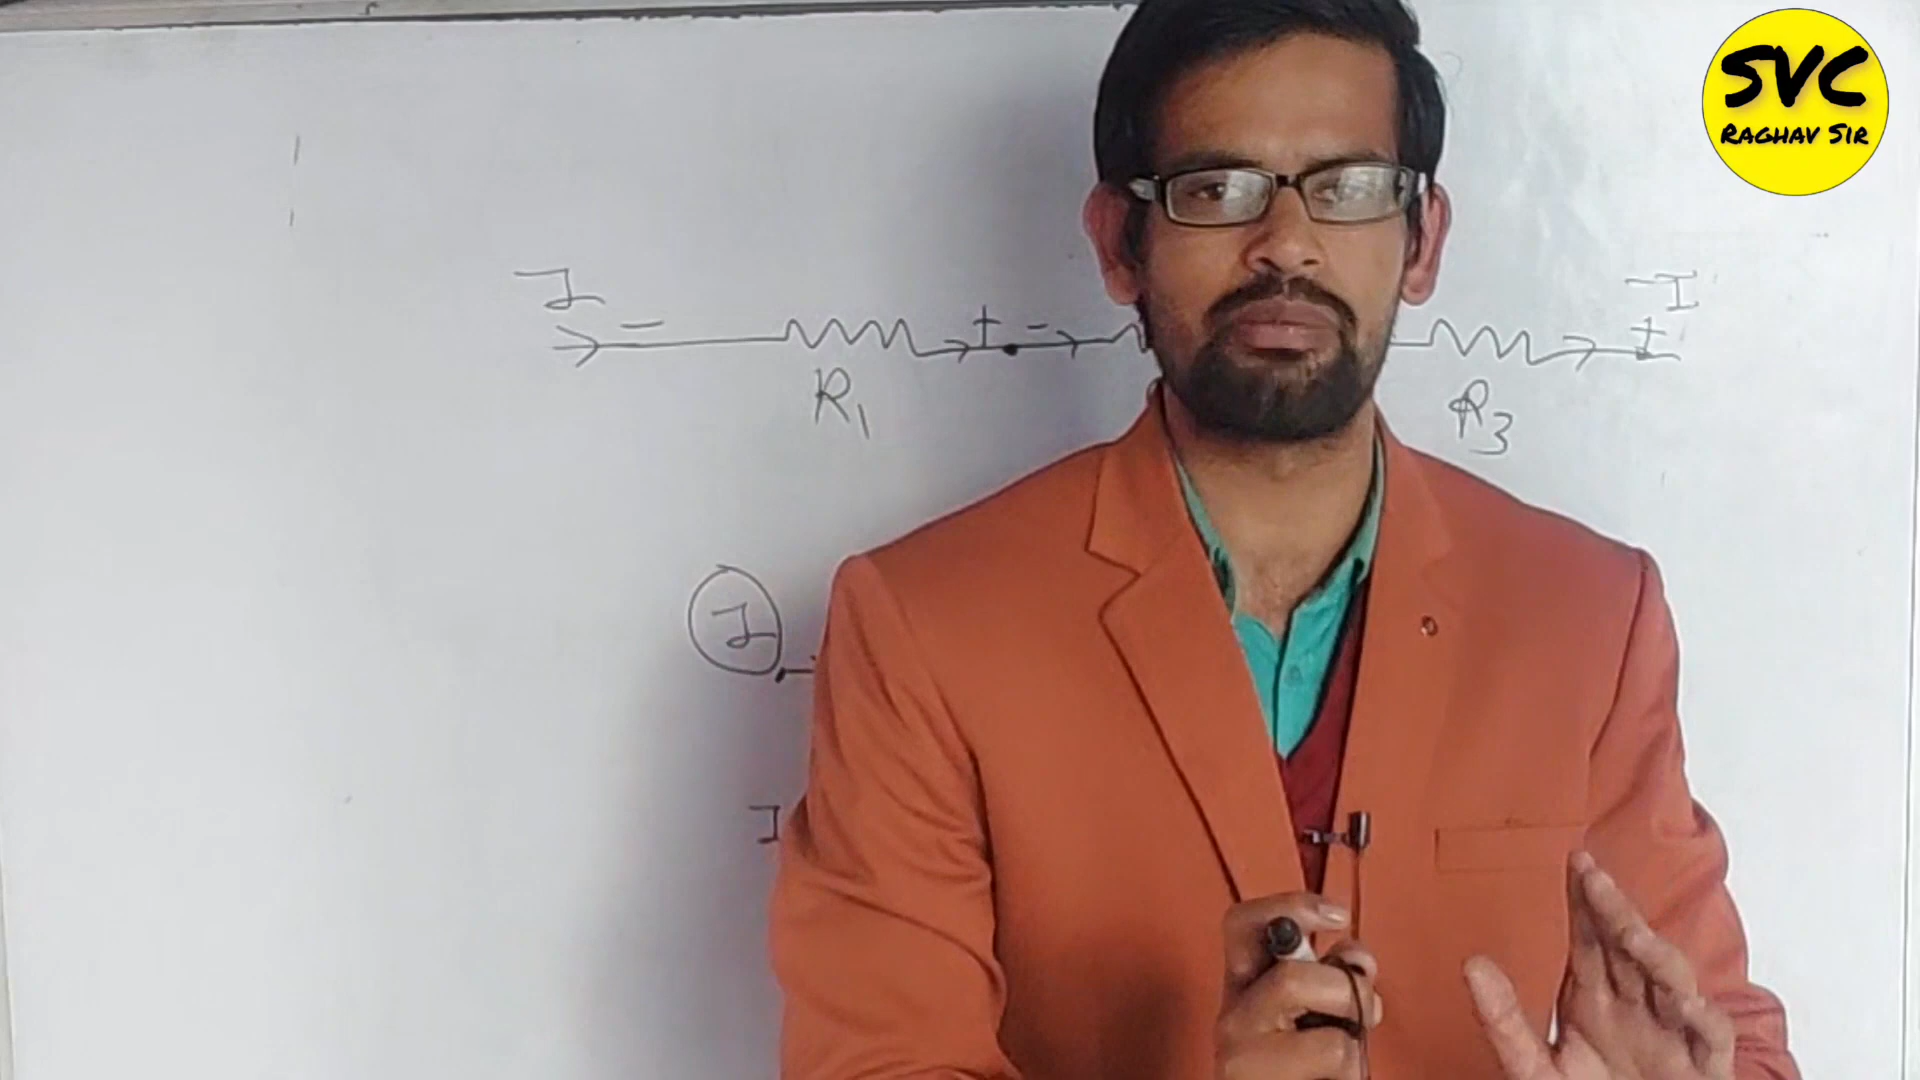 SVC
RAGHAV SIR
I
I
− + − +
R1
R3
I
I